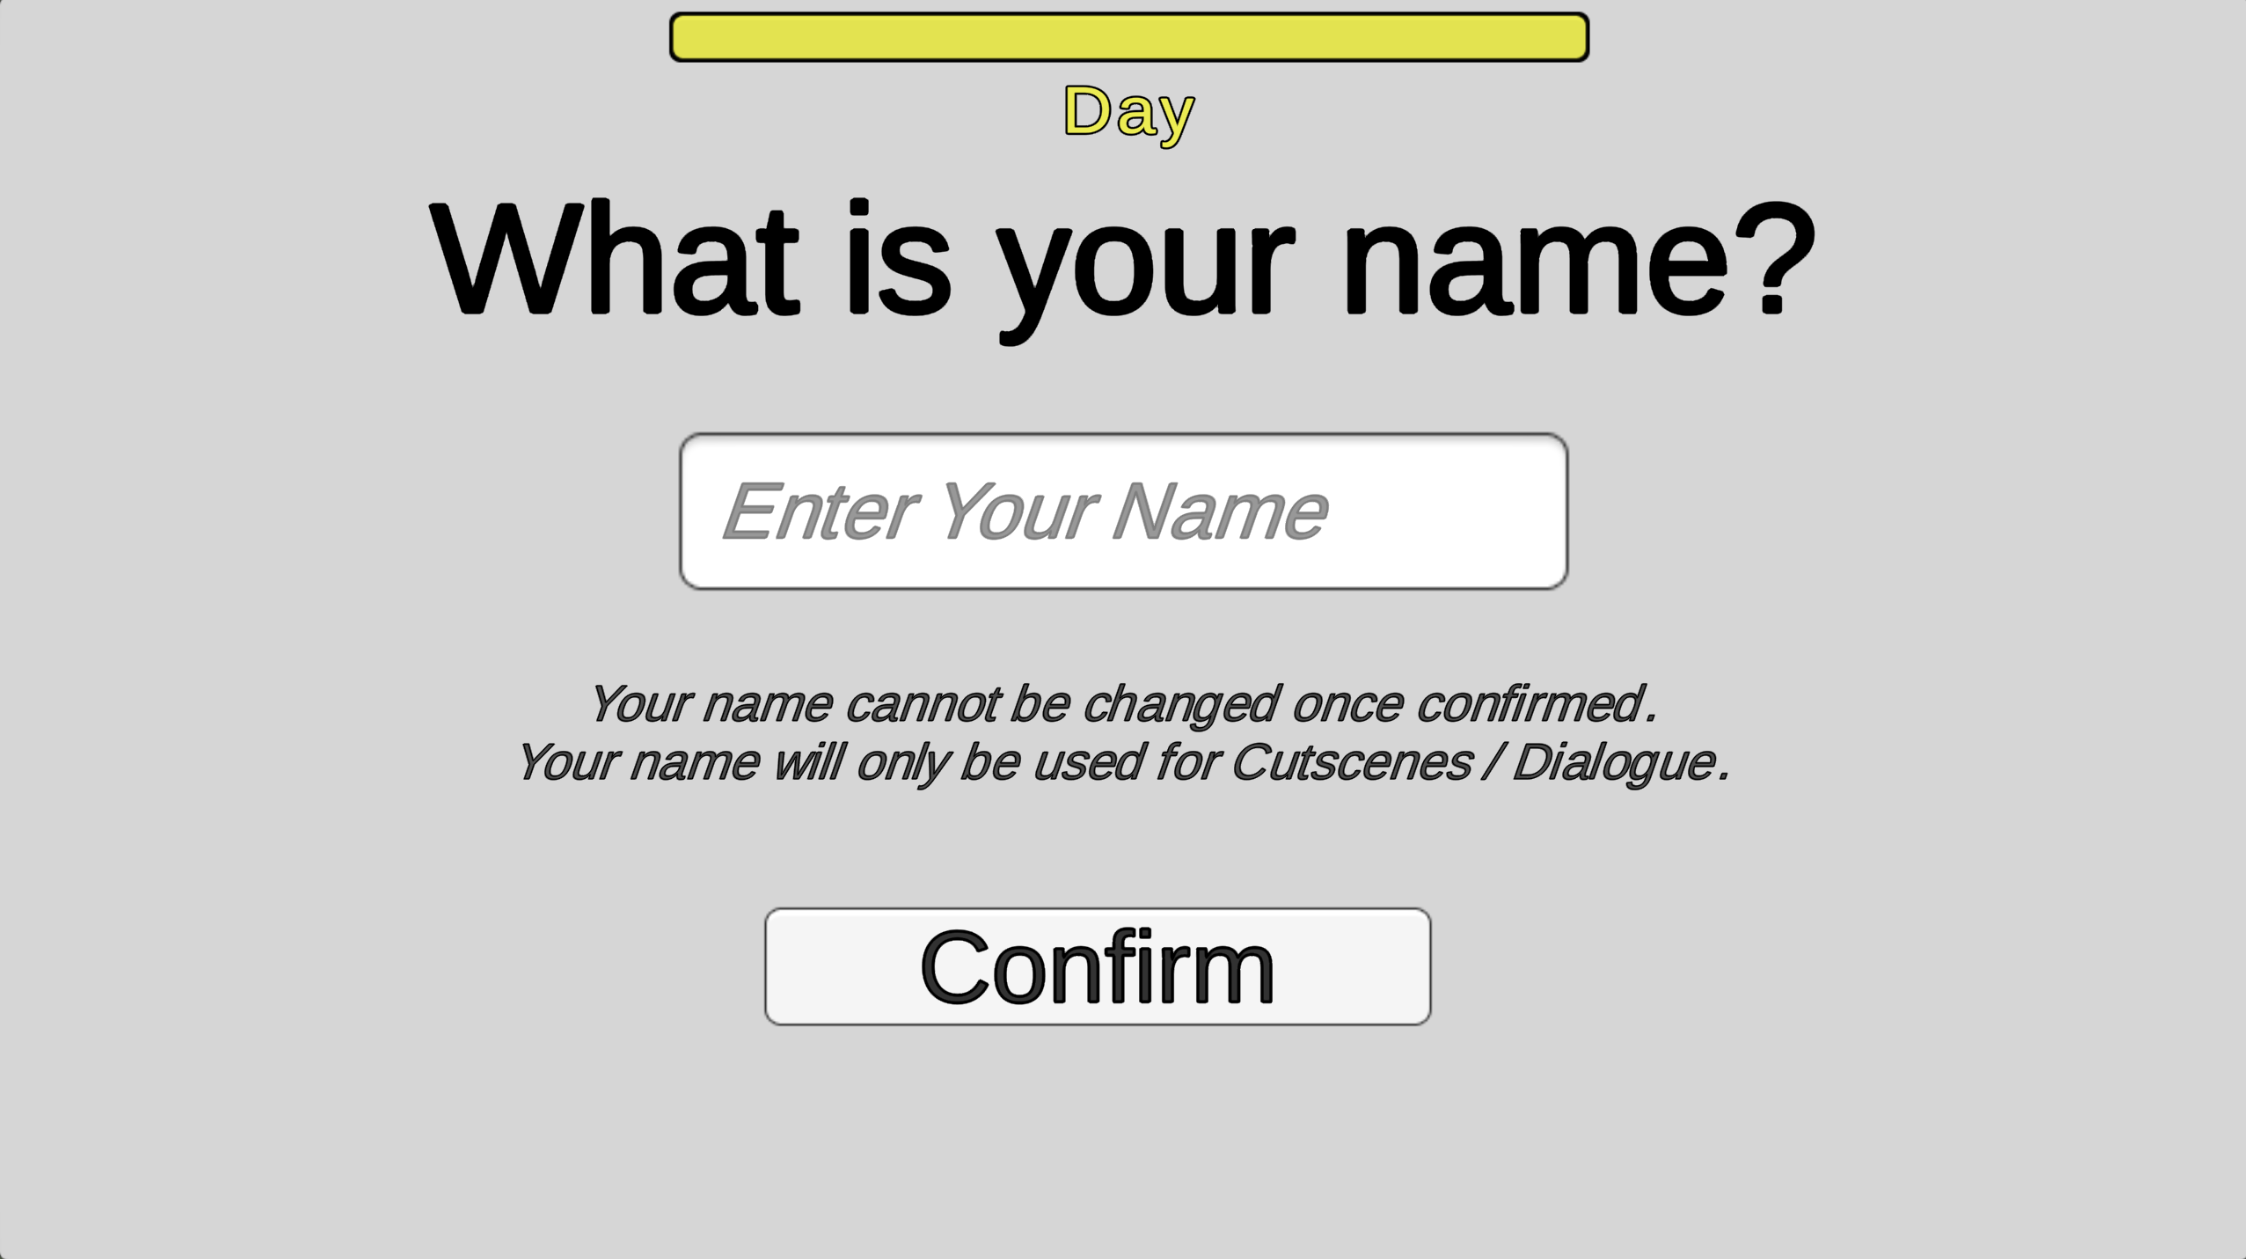 Day
What is your name?
Enter Your Name
Your name cannot be changed once confirmed.
Your name will only be used for Cutscenes / Dialogue.
Confirm